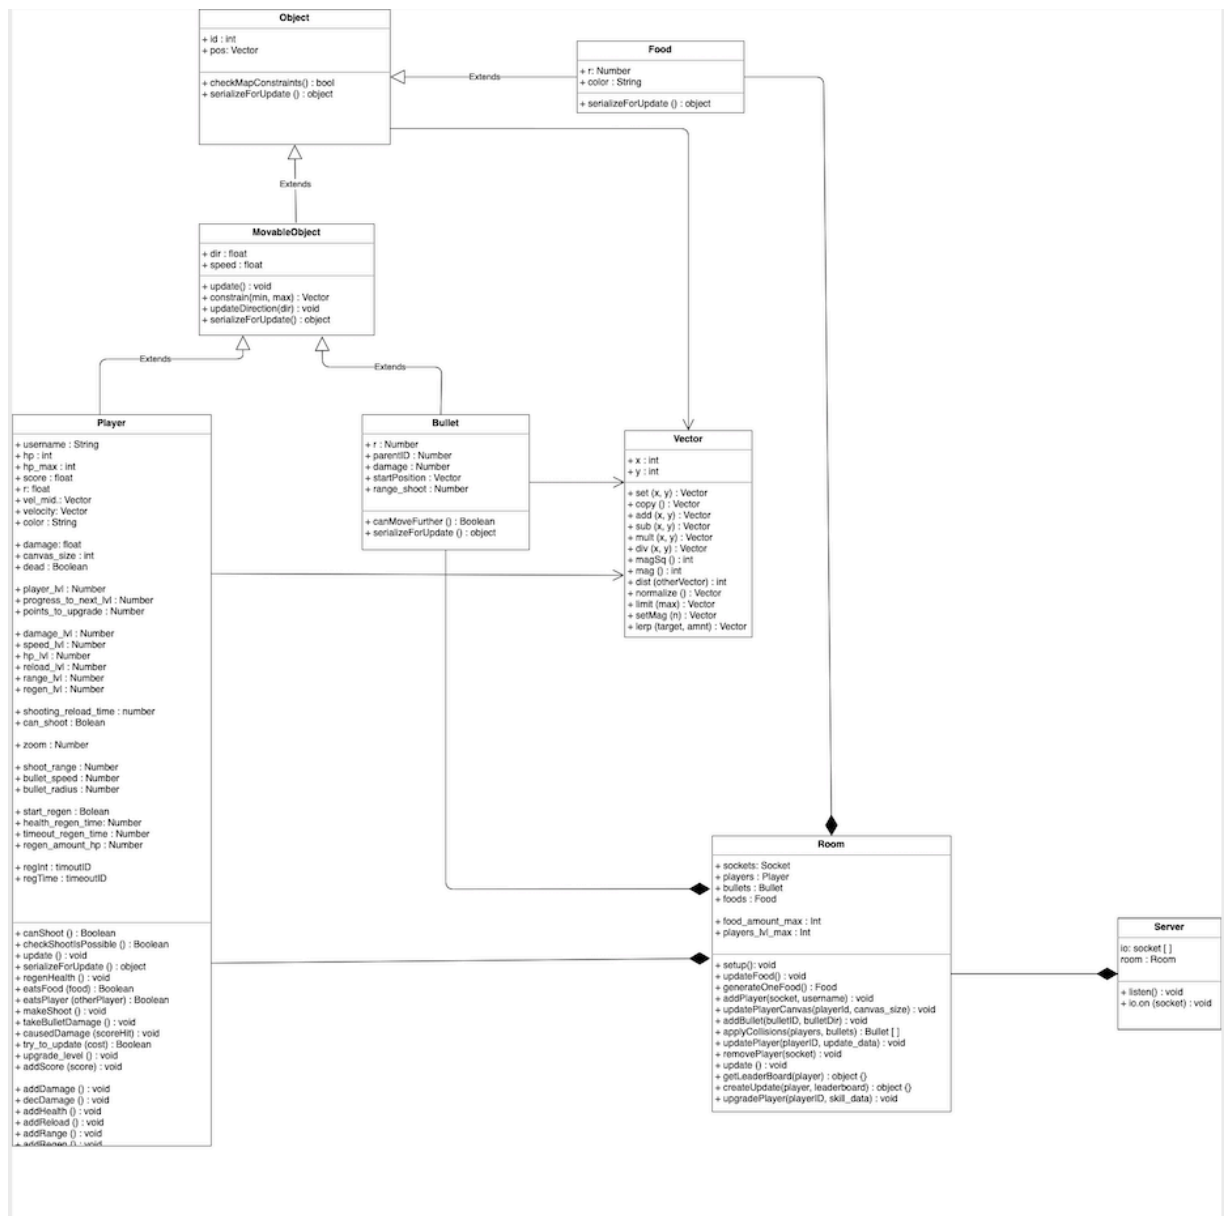 Object
+ id : int
+ pos: Vector
+ checkMapConstraints() : bool
+ serializeForUpdate () : object
Food
+ r: Number
+ color : String
+ serializeForUpdate () : object
Extends
Extends
MovableObject
+ dir : float
+ speed : float
+ update() : void
+ constrain(min, max) : Vector
+ updateDirection(dir) : void
+ serializeForUpdate() : object
Extends
Extends
Player
+ username : String
+ hp : int
+ hp_max : int
+ score : float
+ r: float
+ vel_mid.: Vector
+ velocity: Vector
+ color : String
+ damage: float
+ canvas_size : int
+ dead : Boolean
+ player_lvl : Number
+ progress_to_next_lvl : Number
+ points_to_upgrade : Number
+ damage_lvl : Number
+ speed_lvl : Number
+ hp_lvl : Number
+ reload_lvl : Number
+ range_lvl : Number
+ regen_lvl : Number
+ shooting_reload_time : number
+ can_shoot : Bolean
+ zoom : Number
+ shoot_range : Number
+ bullet_speed : Number
+ bullet_radius : Number
+ start_regen : Bolean
+ health_regen_time: Number
+ timeout_regen_time : Number
+ regen_amount_hp : Number
+ regInt : timoutID
+ regTime : timeoutID
+ canShoot () : Boolean
+ checkShootIsPossible () : Boolean
+ update () : void
+ serializeForUpdate () : object
+ regenHealth () : void
+ eatsFood (food) : Boolean
+ eatsPlayer (otherPlayer) : Boolean
+ makeShoot () : void
+ takeBulletDamage () : void
+ causedDamage (scoreHit) : void
+ try_to_update (cost) : Boolean
+ upgrade_level () : void
+ addScore (score) : void
+ addDamage () : void
+ decDamage () : void
+ addHealth () : void
+ addReload () : void
+ addRange () : void
+ addRegen () : void
Bullet
+ r : Number
+ parentID : Number
+ damage : Number
+ startPosition : Vector
+ range_shoot : Number
+ canMoveFurther () : Boolean
+ serializeForUpdate () : object
Vector
+ x : int
+ y : int
+ set (x, y) : Vector
+ copy () : Vector
+ add (x, y) : Vector
+ sub (x, y) : Vector
+ mult (x, y) : Vector
+ div (x, y) : Vector
+ magSq () : int
+ mag () : int
+ dist (otherVector) : int
+ normalize () : Vector
+ limit (max) : Vector
+ setMag (n) : Vector
+ lerp (target, amnt) : Vector
Room
+ sockets: Socket
+ players : Player
+ bullets : Bullet
+ foods : Food
+ food_amount_max : Int
+ players_lvl_max : Int
+ setup(): void
+ updateFood() : void
+ generateOneFood() : Food
+ addPlayer(socket, username) : void
+ updatePlayerCanvas(playerId, canvas_size) : void
+ addBullet(bulletID, bulletDir) : void
+ applyCollisions(players, bullets) : Bullet [ ]
+ updatePlayer(playerID, update_data) : void
+ removePlayer(socket) : void
+ update () : void
+ getLeaderBoard(player) : object {}
+ createUpdate(player, leaderboard) : object {}
+ upgradePlayer(playerID, skill_data) : void
Server
io: socket [ ]
room : Room
+ listen() : void
+ io.on (socket) : void